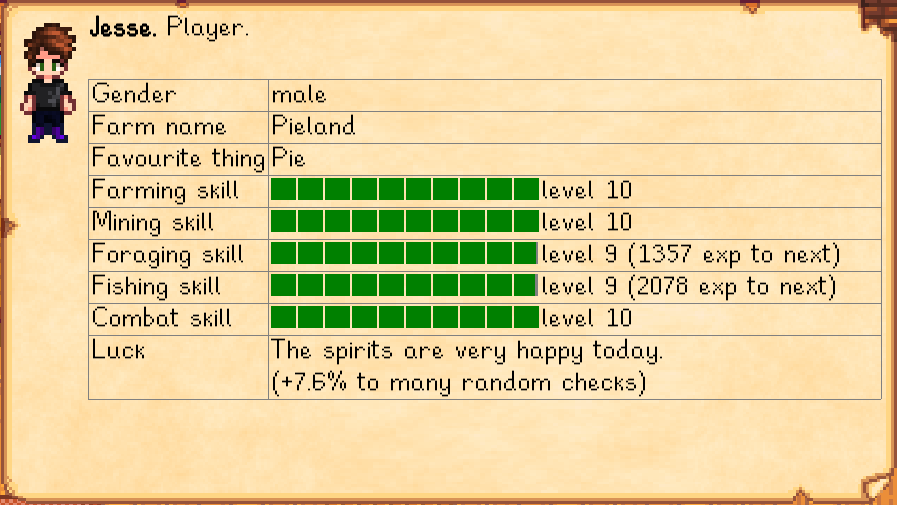 Jesse. Player.
Gender male
Farm name Pieland
Favourite thing Pie
Farming skill level 10
Mining skill level 10
Foraging skill level 9 (1357 exp to next)
Fishing skill level 9 (2078 exp to next)
Combat skill level 10
Luck The spirits are very happy today.
(+7.6% to many random checks)